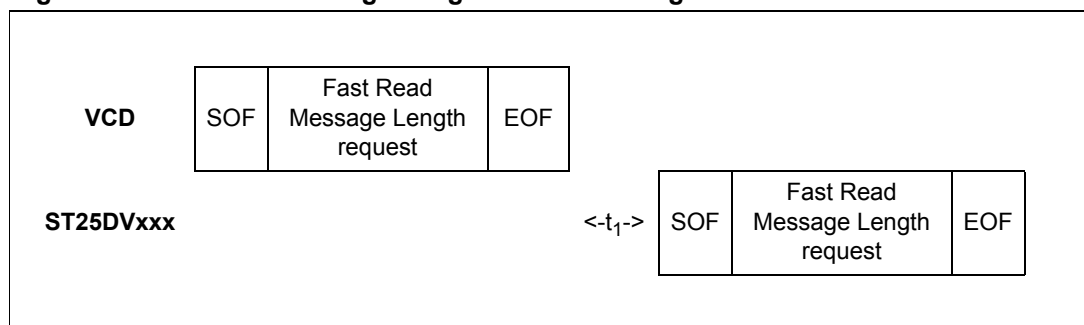 VCD
SOF
Fast Read
Message Length
request
EOF
ST25DVxxx
<-t1->
SOF
Fast Read
Message Length
request
EOF